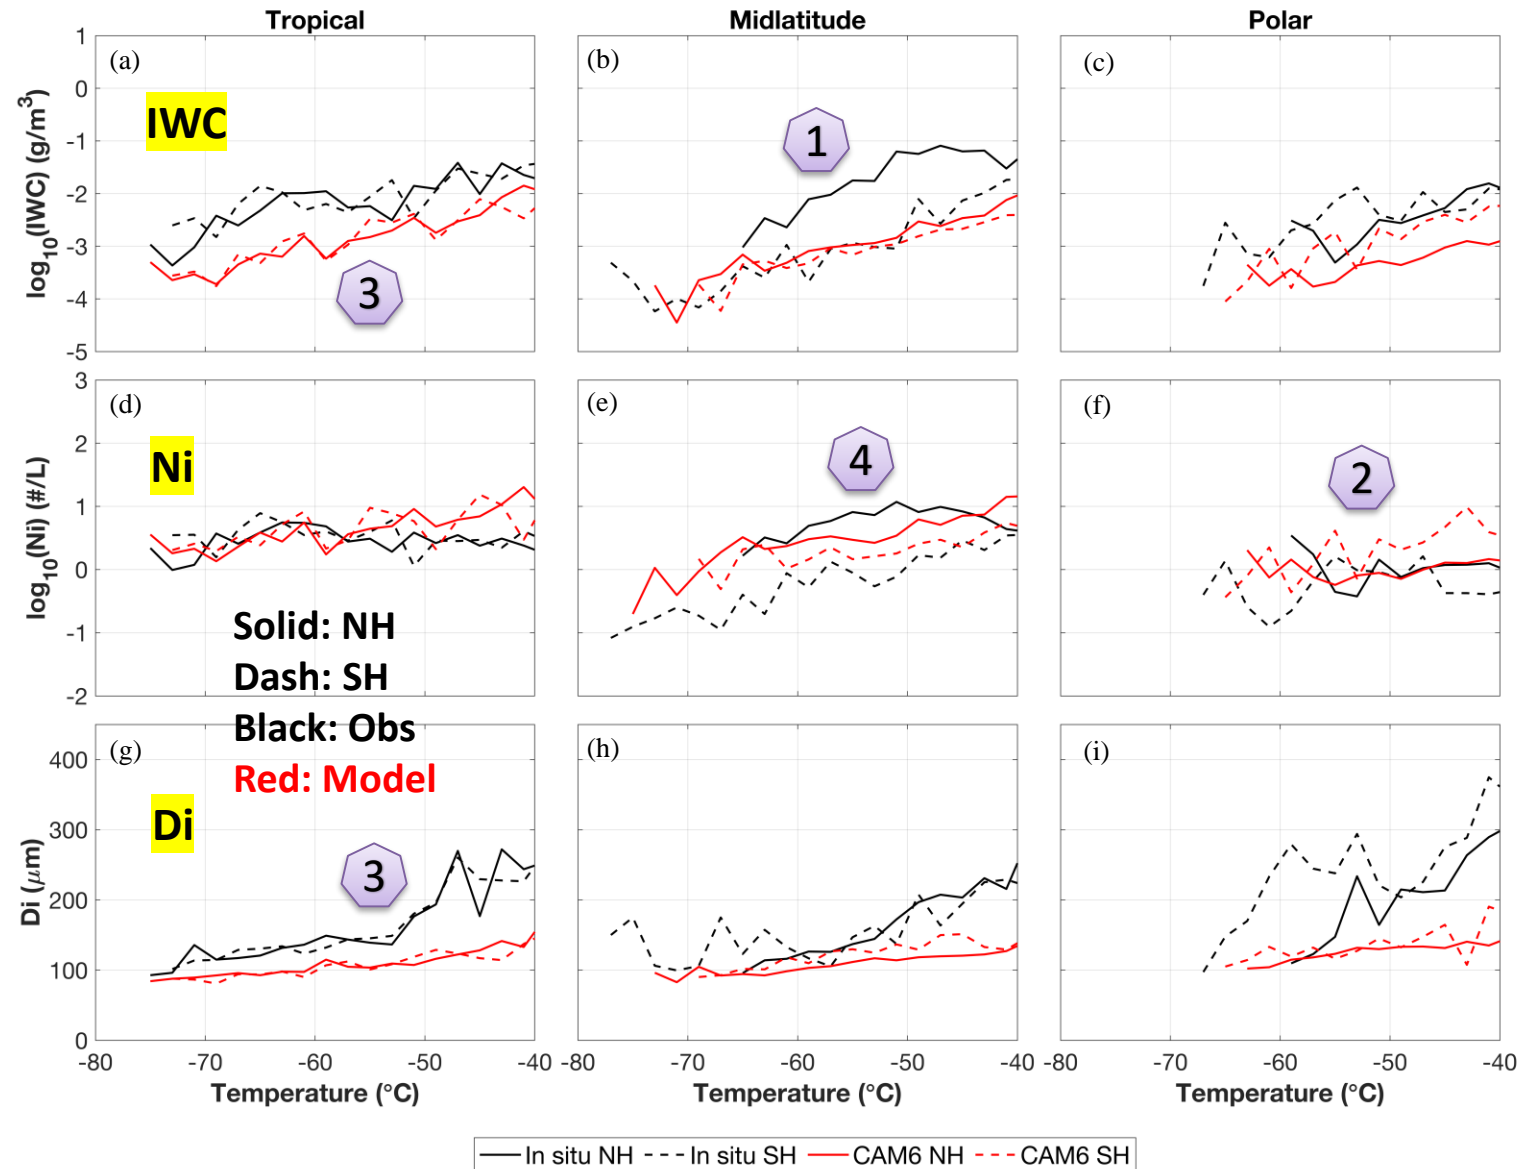 Tropical
Midlatitude
Polar
(a)
(b)
(c)
IWC
1
3
log10(IWC) (g/m3)
1
0
-1
-2
-3
-4
-5
(d)
(e)
(f)
Ni
4
2
log10(Ni) (#/L)
3
2
1
0
-1
-2
Solid: NH
Dash: SH
Black: Obs
Red: Model
(g)
(h)
(i)
Di
3
Di (μm)
400
300
200
100
0
-80 -70 -60 -50 -40
-80 -70 -60 -50 -40
-80 -70 -60 -50 -40
Temperature (°C)
Temperature (°C)
Temperature (°C)
In situ NH In situ SH CAM6 NH CAM6 SH